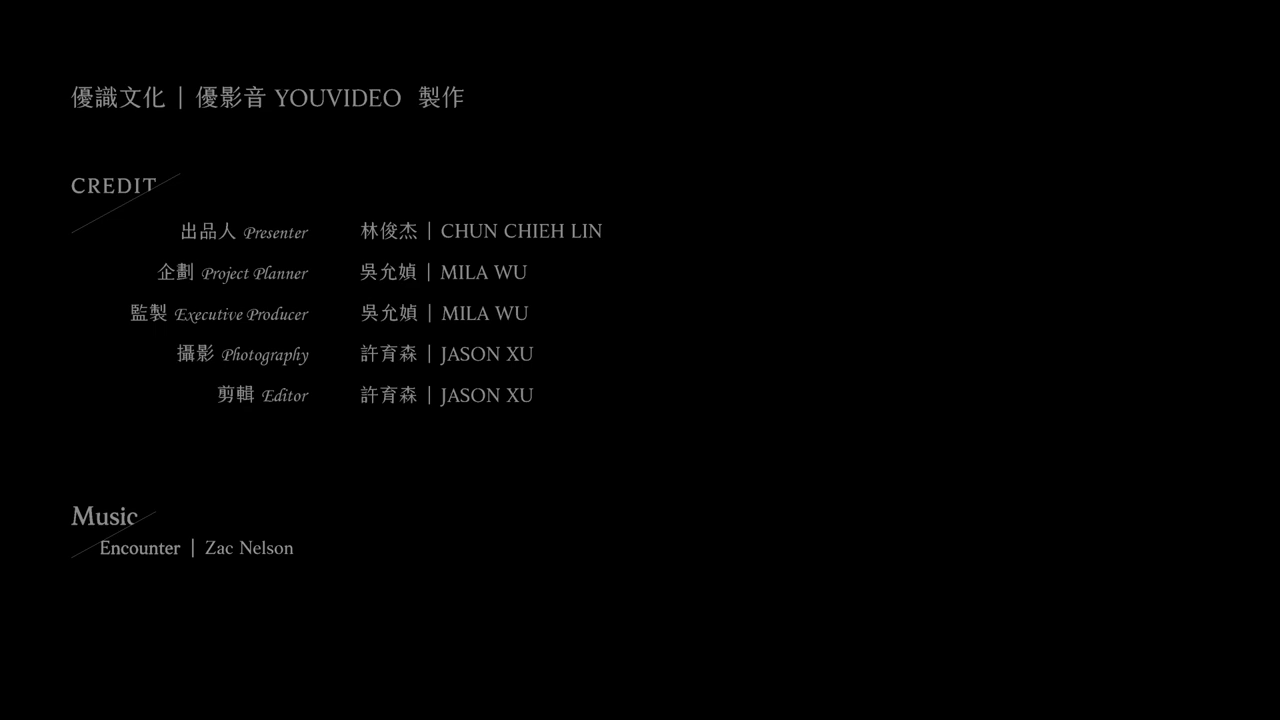 優識文化 | 優影音 YOUVIDEO 製作
CREDIT
出品人 Presenter 林俊杰 | CHUN CHIEH LIN
企劃 Project Planner 吳允媜 | MILA WU
監製 Executive Producer 吳允媜 | MILA WU
攝影 Photography 許育森 | JASON XU
剪輯 Editor 許育森 | JASON XU
Music
Encounter | Zac Nelson